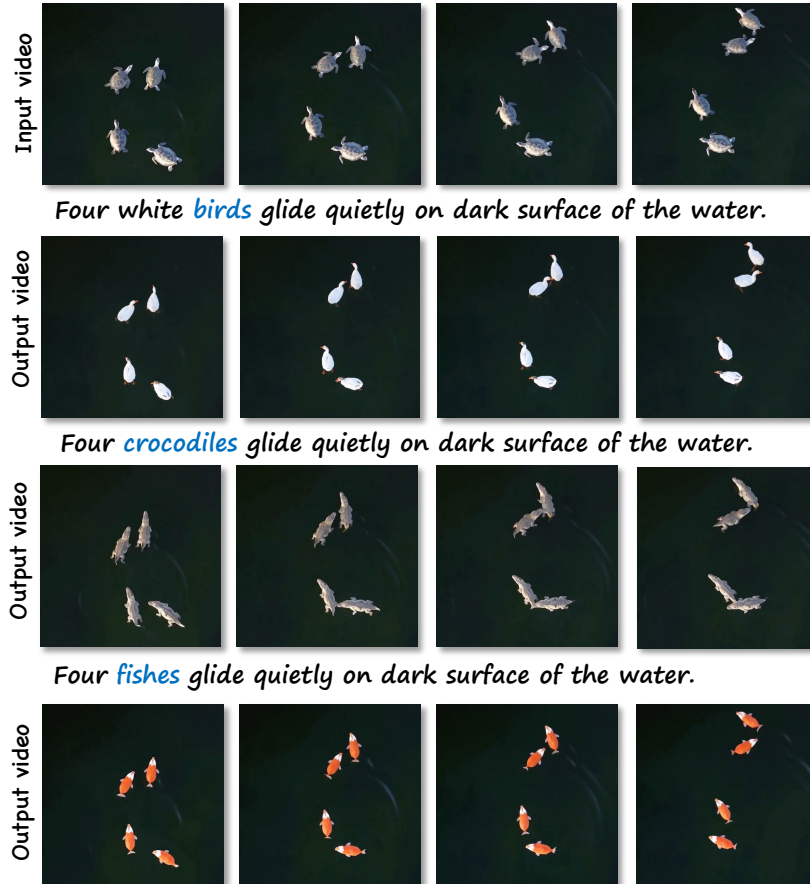 Input video
Four white birds glide quietly on dark surface of the water.
Output video
Four crocodiles glide quietly on dark surface of the water.
Output video
Four fishes glide quietly on dark surface of the water.
Output video